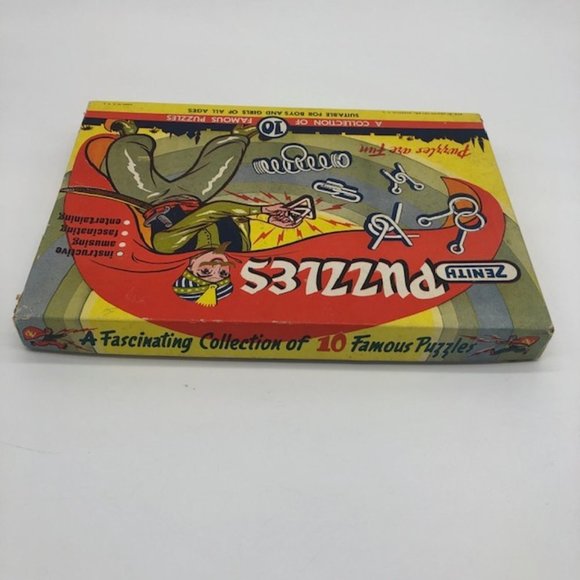 ZENITH
PUZZLES
• instructive
• amusing
• fascinating
• entertaining
Puzzles are Fun
A COLLECTION OF 10 FAMOUS PUZZLES
SUITABLE FOR BOYS AND GIRLS OF ALL AGES
A Fascinating Collection of 10 Famous Puzzles